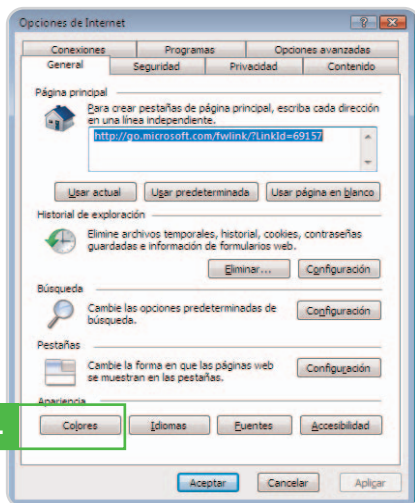 Opciones de Internet
Conexiones Programas Opciones avanzadas
General Seguridad Privacidad Contenido
Página principal
Para crear pestañas de página principal, escriba cada dirección
en una línea independiente.
http://go.microsoft.com/fwlink/?LinkId=69157
Usar actual Usar predeterminada Usar página en blanco
Historial de exploración
Elimine archivos temporales, historial, cookies, contraseñas
guardadas e información de formularios web.
Eliminar... Configuración
Búsqueda
Cambie las opciones predeterminadas de
búsqueda.
Configuración
Pestañas
Cambie la forma en que las páginas web
se muestran en las pestañas.
Configuración
Apariencia
Colores Idiomas Fuentes Accesibilidad
Aceptar Cancelar Aplicar